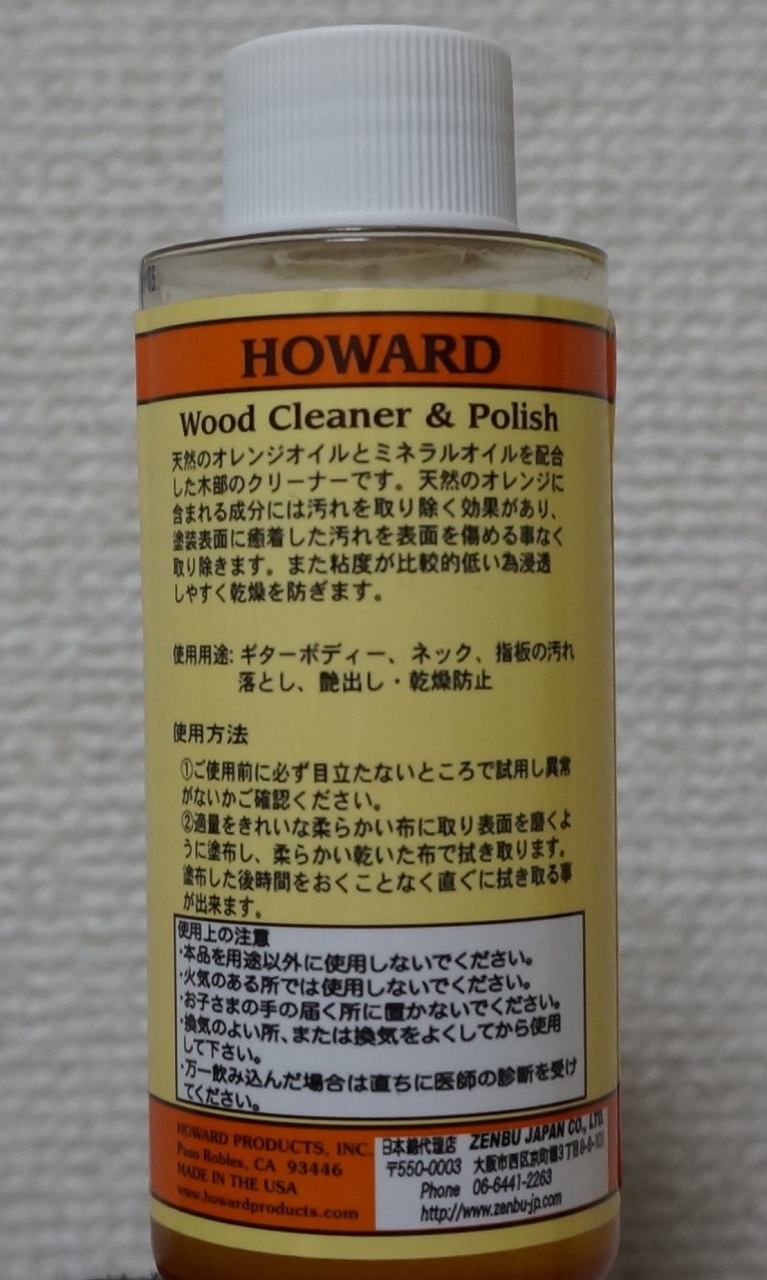 HOWARD
Wood Cleaner & Polish
天然のオレンジオイルとミネラルオイルを配合
した木部のクリーナーです。天然のオレンジに
含まれる成分には汚れを取り除く効果があり、
塗装表面に癒着した汚れを表面を傷める事なく
取り除きます。また粘度が比較的低い為浸透
しやすく乾燥を防ぎます。
使用用途: ギターボディー、ネック、指板の汚れ
落とし、艶出し・乾燥防止
使用方法
①ご使用前に必ず目立たないところで試用し異常
がないかご確認ください。
②適量をきれいな柔らかい布に取り表面を磨くよ
うに塗布し、柔らかい乾いた布で拭き取ります。
塗布した後時間をおくことなく直ぐに拭き取る事
が出来ます。
使用上の注意
・本品を用途以外に使用しないでください。
・火気のある所では使用しないでください。
・お子さまの手の届く所に置かないでください。
・換気のよい所、または換気をよくしてから使用
して下さい。
・万一飲み込んだ場合は直ちに医師の診断を受け
てください。
HOWARD PRODUCTS, INC.
Paso Robles, CA 93446
MADE IN THE USA
www.howardproducts.com
日本総代理店 ZENBU JAPAN CO., LTD.
〒550-0003 大阪市西区京町堀3丁目8-8-101
Phone 06-6441-2263
http://www.zenbu-jp.com